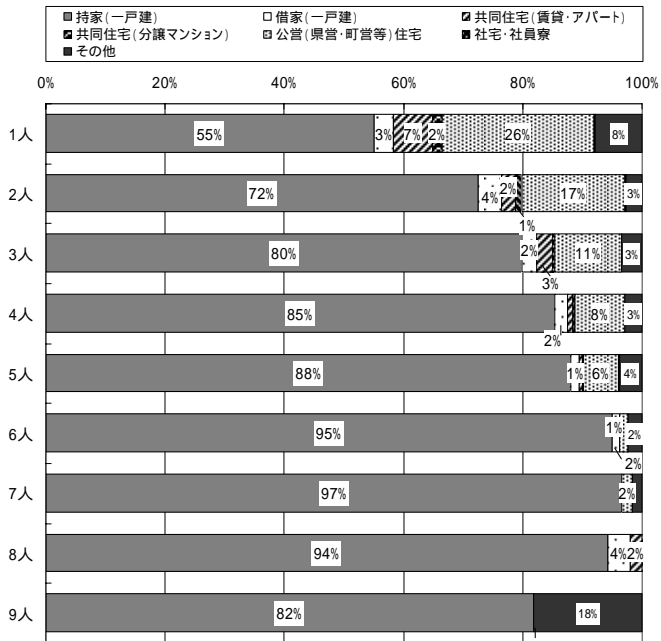 持家(一戸建) 借家(一戸建) 共同住宅(賃貸・アパート)
共同住宅(分譲マンション) 公営(県営・町営等)住宅 社宅・社員寮
その他
0% 20% 40% 60% 80% 100%
1人 55% 3% 7% 2% 26% 8%
2人 72% 4% 2% 17% 3%
1%
3人 80% 2% 11% 3%
3%
4人 85% 8% 3%
2%
5人 88% 1% 6% 4%
6人 95% 1% 2%
2%
7人 97% 2%
8人 94% 4% 2%
9人 82% 18%